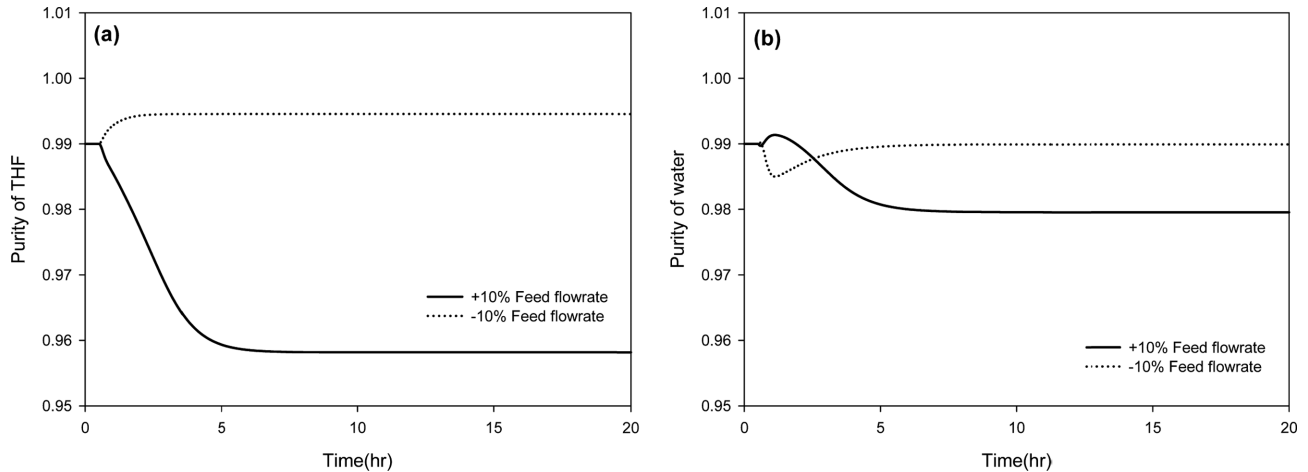 (a)
1.01
1.00
0.99
0.98
0.97
0.96
0.95
Purity of THF
+10% Feed flowrate
-10% Feed flowrate
0 5 10 15 20
Time(hr)
(b)
1.01
1.00
0.99
0.98
0.97
0.96
0.95
Purity of water
+10% Feed flowrate
-10% Feed flowrate
0 5 10 15 20
Time(hr)